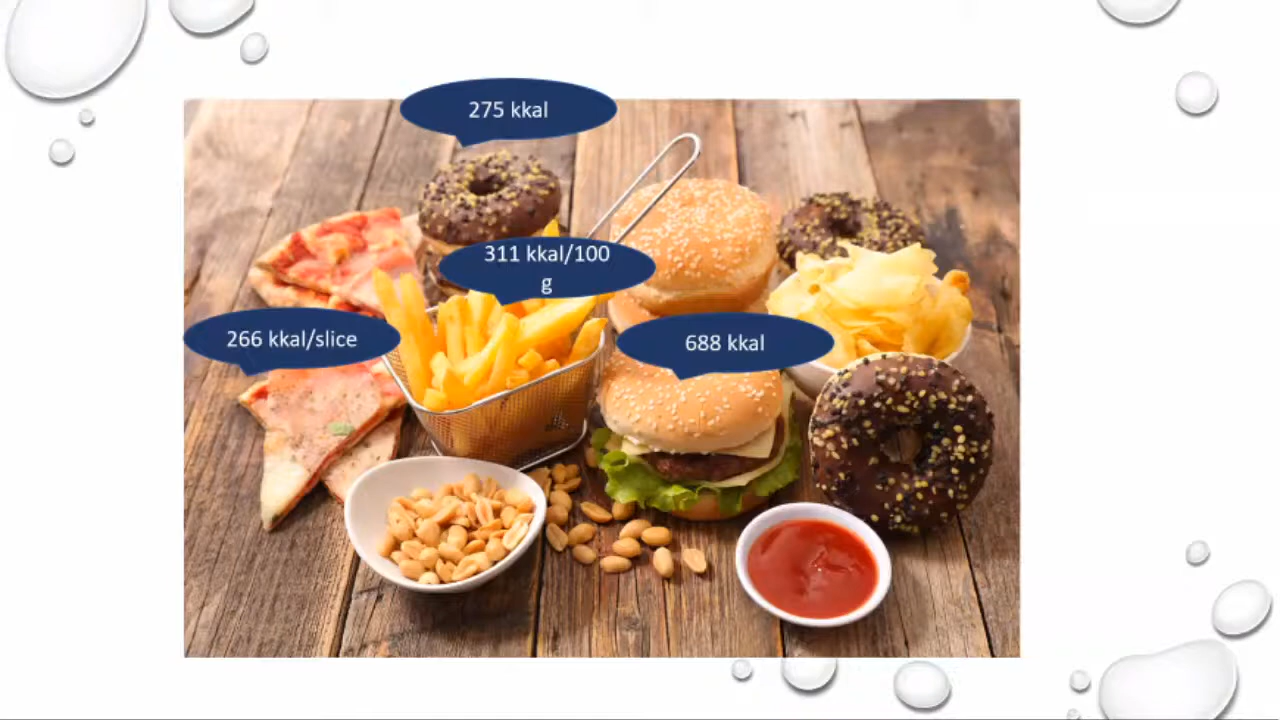 275 kkal
311 kkal/100
g
266 kkal/slice
688 kkal